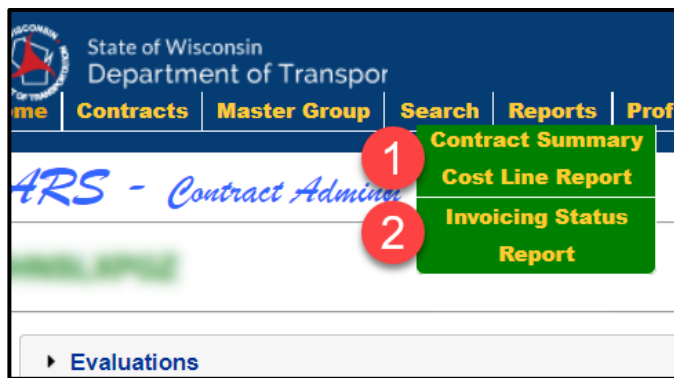 State of Wisconsin
Department of Transpor
ome Contracts Master Group Search Reports Prof
1 Contract Summary
Cost Line Report
2 Invoicing Status
Report
ARS - Contract Admini
Evaluations